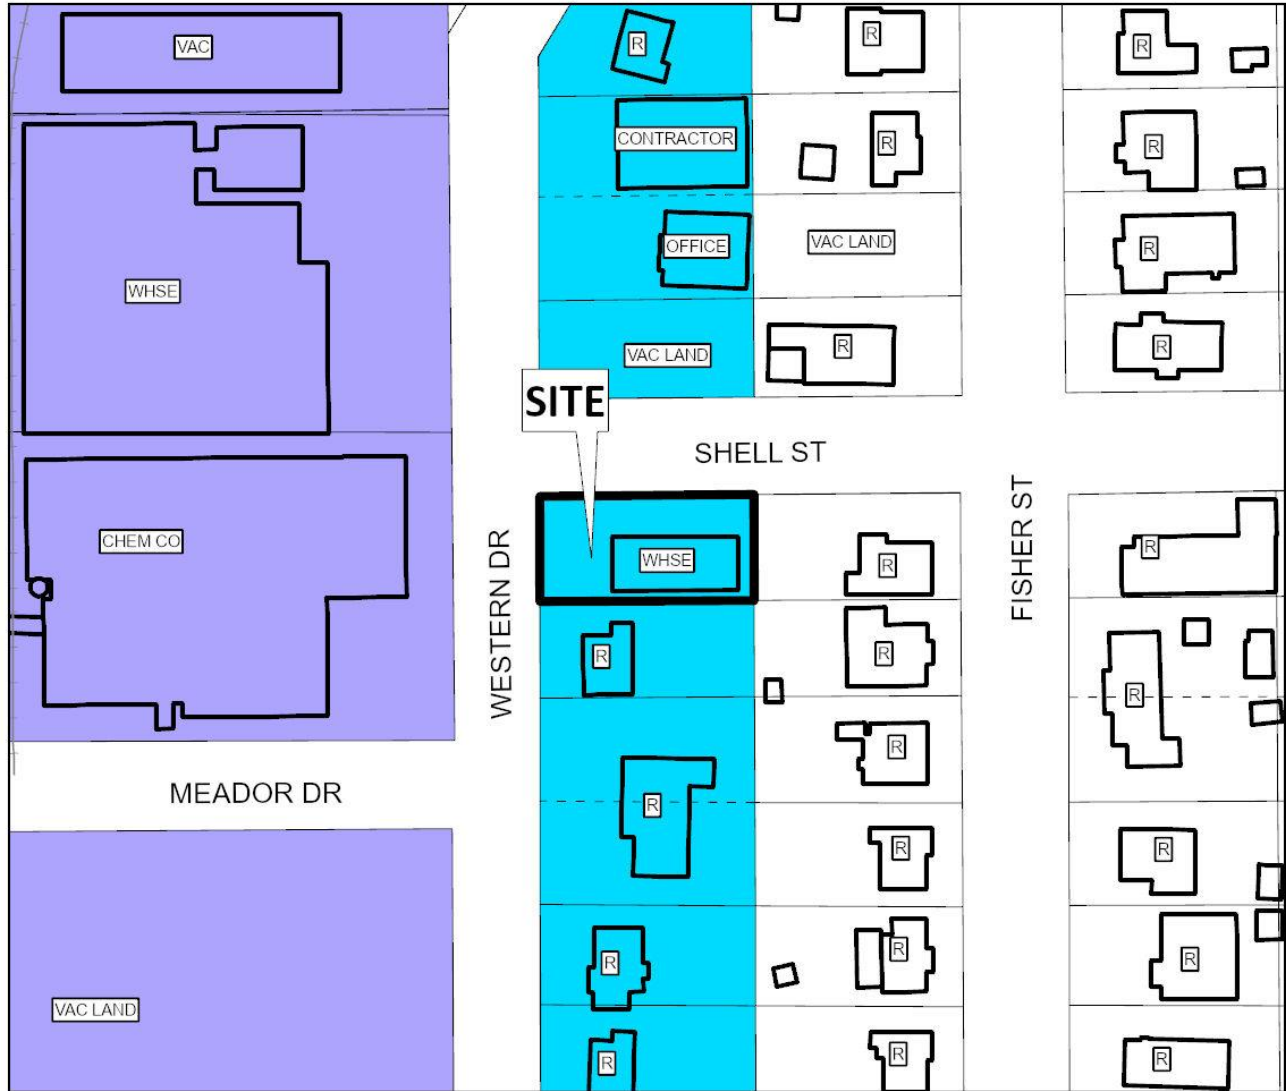 VAC
R
R
R
CONTRACTOR
R
R
WHSE
OFFICE
VAC LAND
R
VAC LAND
R
R
SITE
SHELL ST
CHEM CO
WHSE
R
R
WESTERN DR
FISHER ST
R
R
R
R
MEADOR DR
R
R
R
VAC LAND
R
R
R
R
R
R